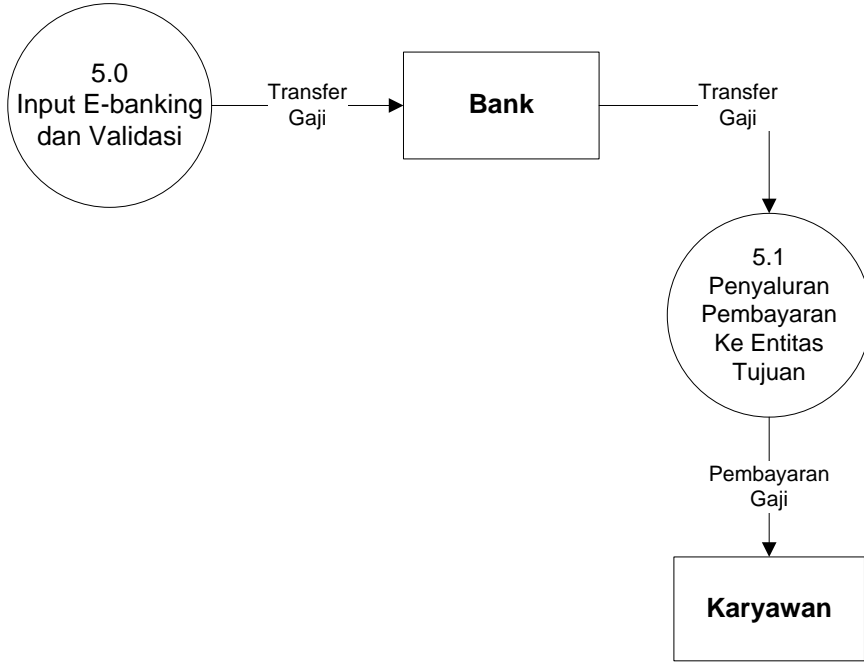 5.0
Input E-banking
dan Validasi
Transfer
Gaji
Bank
Transfer
Gaji
5.1
Penyaluran
Pembayaran
Ke Entitas
Tujuan
Pembayaran
Gaji
Karyawan